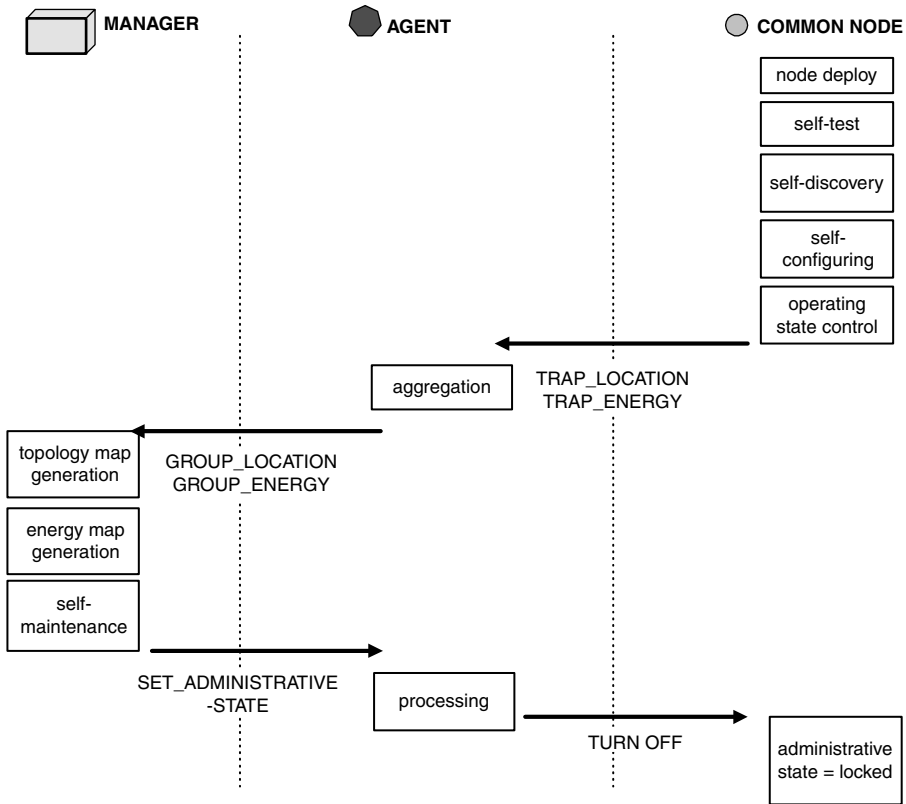 MANAGER
AGENT
COMMON NODE
node deploy
self-test
self-discovery
self-
configuring
operating
state control
TRAP_LOCATION
TRAP_ENERGY
aggregation
GROUP_LOCATION
GROUP_ENERGY
topology map
generation
energy map
generation
self-
maintenance
SET_ADMINISTRATIVE
-STATE
processing
TURN OFF
administrative
state = locked